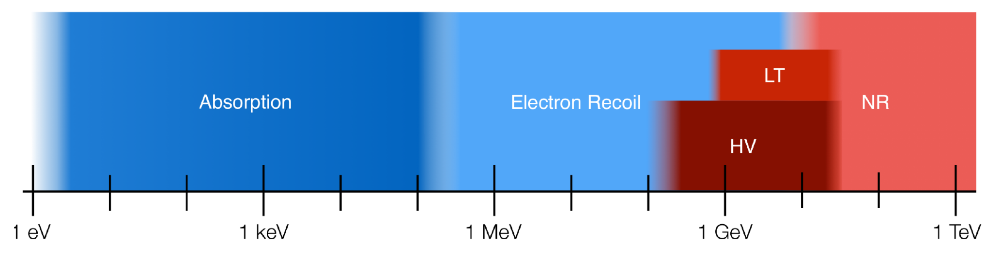 LT
Absorption
Electron Recoil
NR
HV
1 eV
1 keV
1 MeV
1 GeV
1 TeV